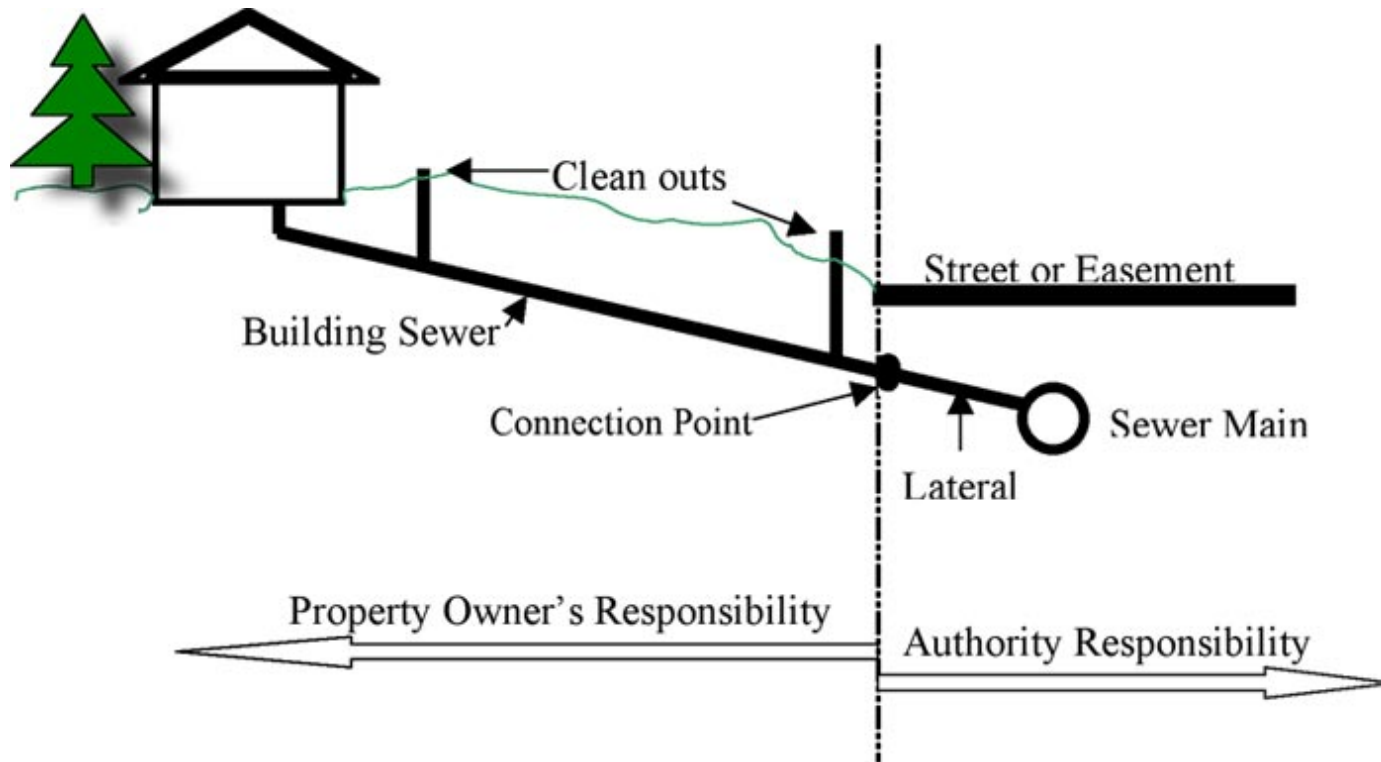 Clean outs
Street or Easement
Building Sewer
Connection Point
Sewer Main
Lateral
Property Owner's Responsibility
Authority Responsibility